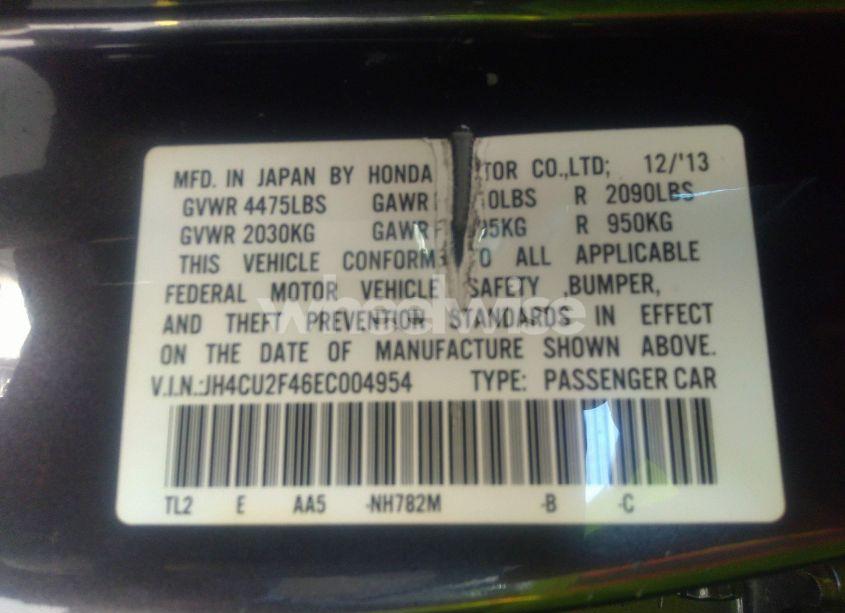 MFD. IN JAPAN BY HONDA TOR CO.,LTD; 12/'13
GVWR 4475LBS GAWR 0LBS R 2090LBS
GVWR 2030KG GAWR F 5KG R 950KG
THIS VEHICLE CONFORM O ALL APPLICABLE
FEDERAL MOTOR VEHICLE SAFETY ,BUMPER,
wheelwise
AND THEFT PREVENTION STANDARDS IN EFFECT
ON THE DATE OF MANUFACTURE SHOWN ABOVE.
V.I.N.:JH4CU2F46EC004954 TYPE: PASSENGER CAR
TL2 E AA5 -NH782M -B -C